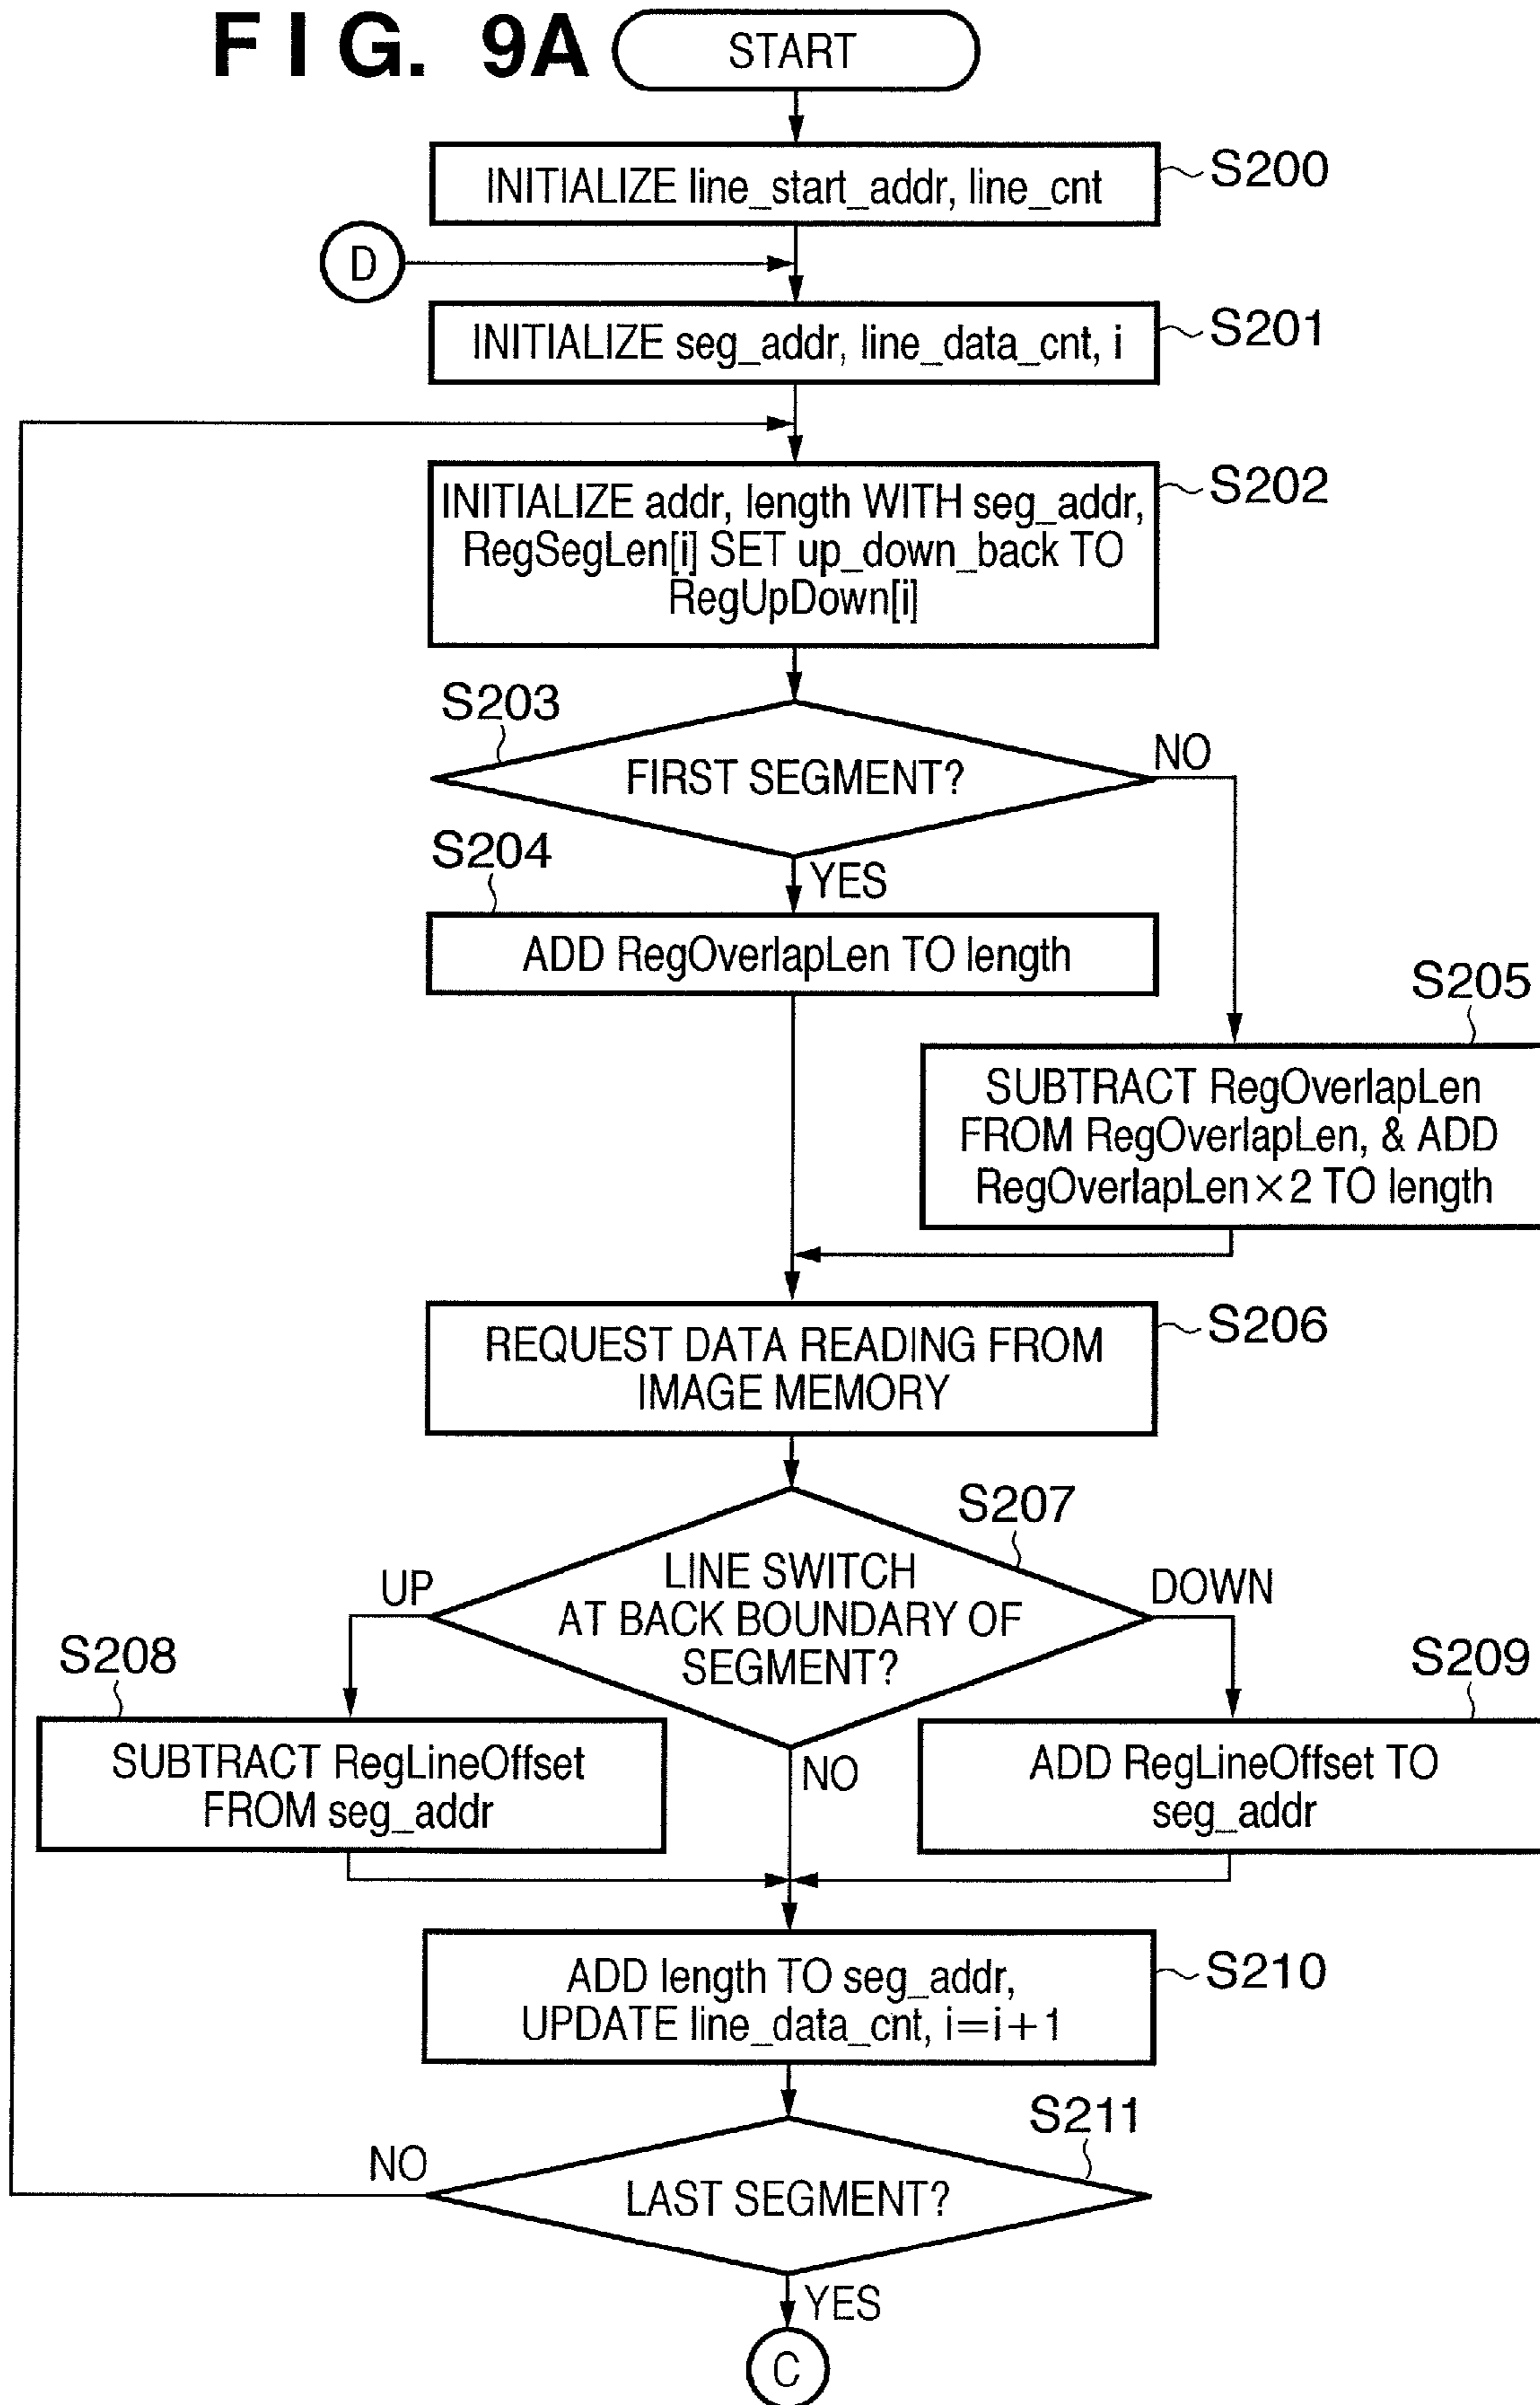 FIG. 9A
START
INITIALIZE line_start_addr, line_cnt
S200
D
INITIALIZE seg_addr, line_data_cnt, i
S201
INITIALIZE addr, length WITH seg_addr,
RegSegLen[i] SET up_down_back TO
RegUpDown[i]
S202
S203
FIRST SEGMENT?
NO
YES
S204
ADD RegOverlapLen TO length
S205
SUBTRACT RegOverlapLen
FROM RegOverlapLen, & ADD
RegOverlapLen×2 TO length
REQUEST DATA READING FROM
IMAGE MEMORY
S206
S207
LINE SWITCH
AT BACK BOUNDARY OF
SEGMENT?
UP
DOWN
NO
S208
SUBTRACT RegLineOffset
FROM seg_addr
S209
ADD RegLineOffset TO
seg_addr
ADD length TO seg_addr,
UPDATE line_data_cnt, i=i+1
S210
S211
LAST SEGMENT?
NO
YES
C